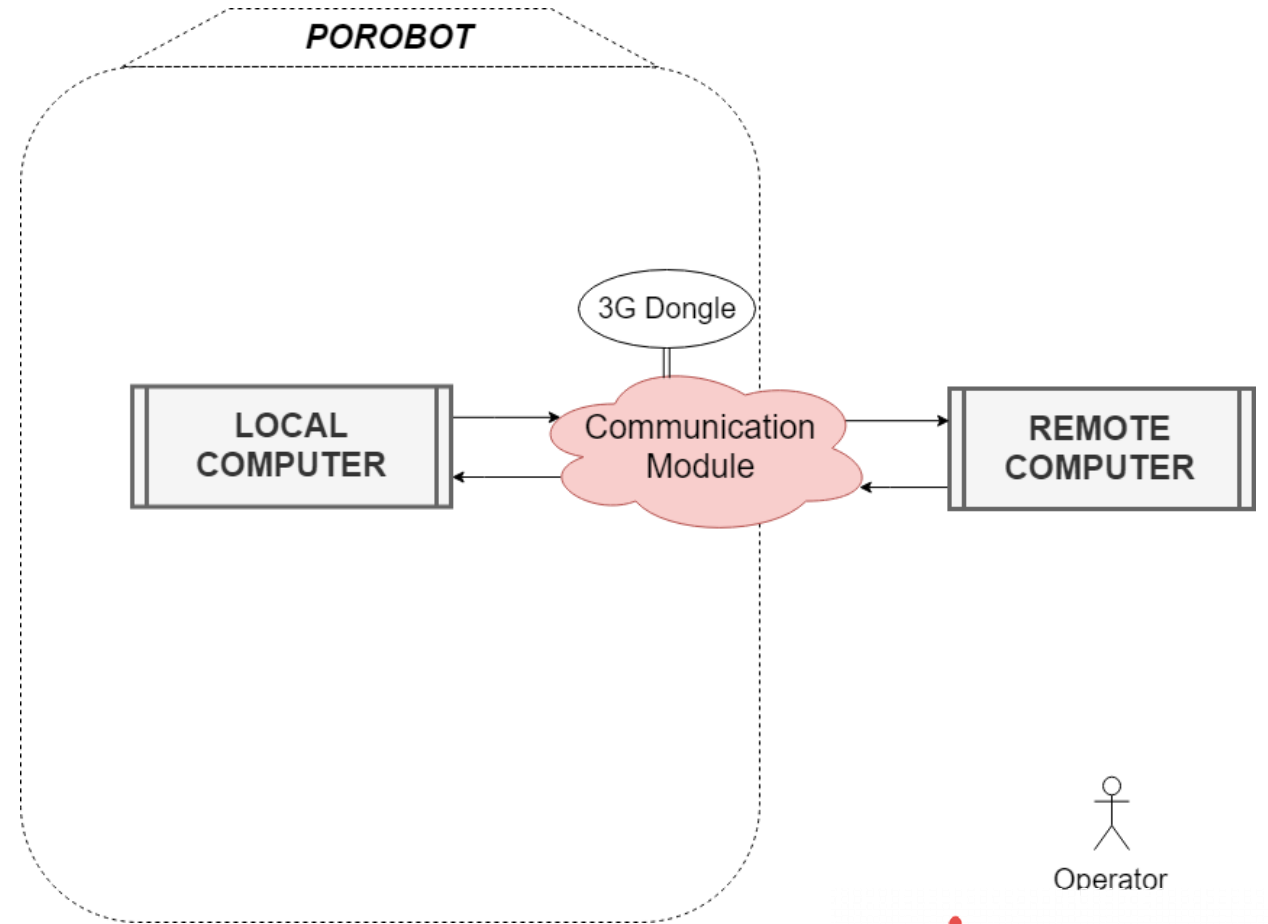 POROBOT
3G Dongle
LOCAL
COMPUTER
Communication
Module
REMOTE
COMPUTER
Operator